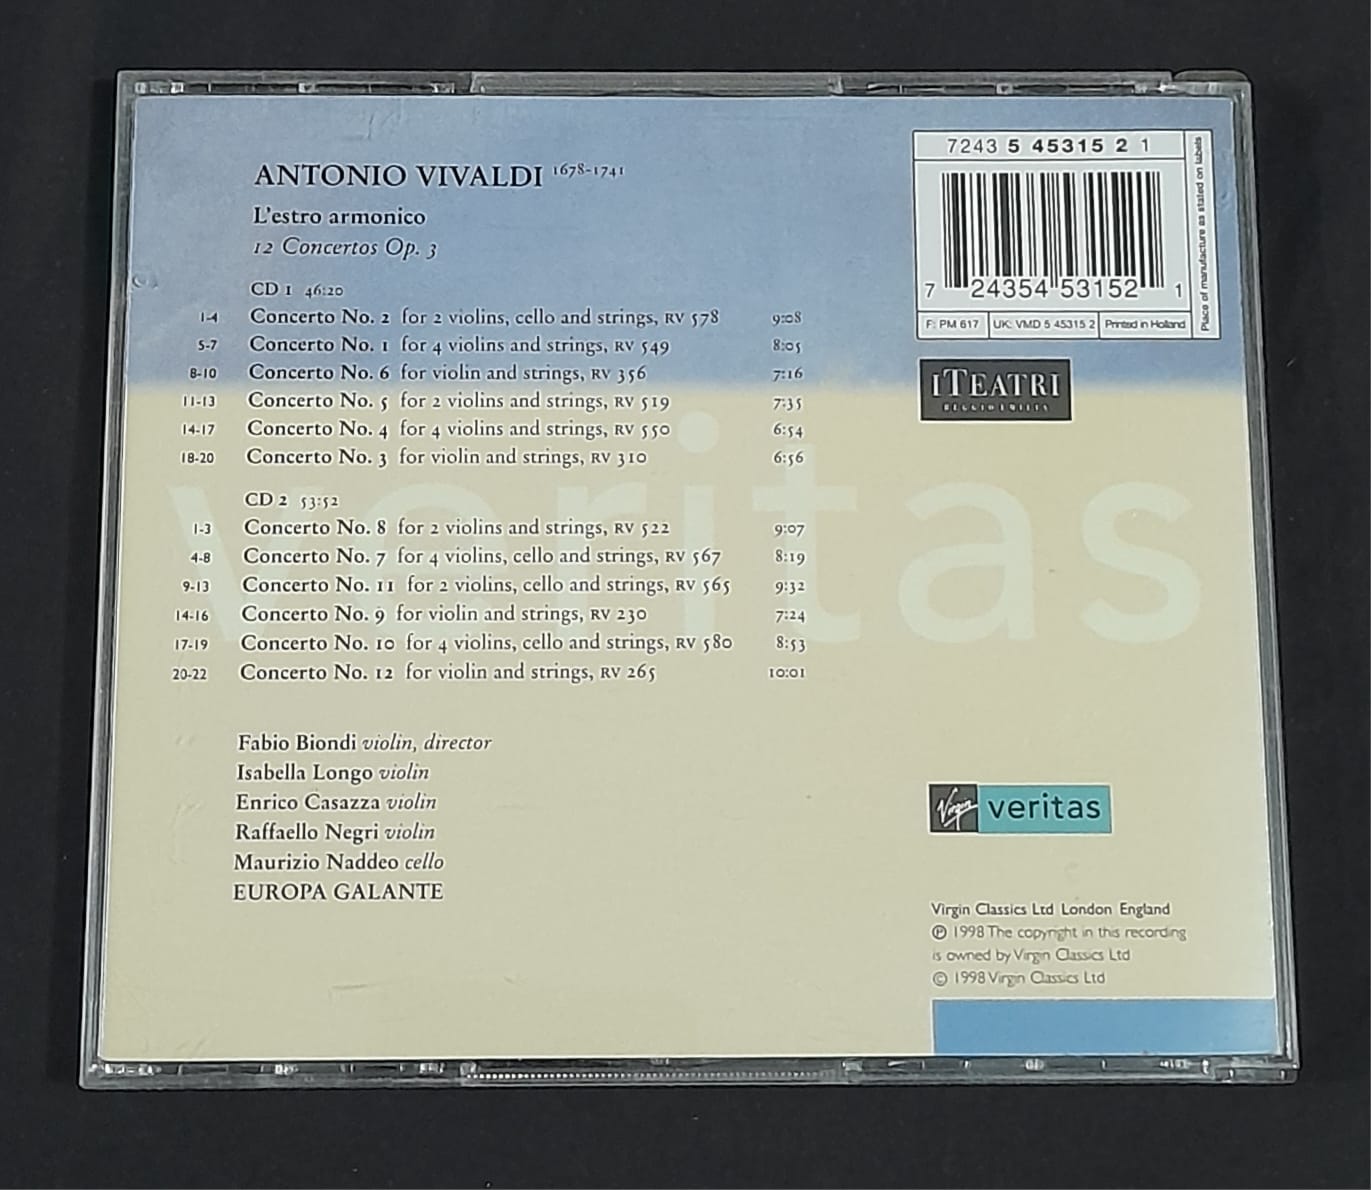 ANTONIO VIVALDI 1678-1741
L'estro armonico
12 Concertos Op. 3
CD 1 46:20
1-4 Concerto No. 2 for 2 violins, cello and strings, RV 578 9:08
5-7 Concerto No. 1 for 4 violins and strings, RV 549 8:05
8-10 Concerto No. 6 for violin and strings, RV 356 7:16
11-13 Concerto No. 5 for 2 violins and strings, RV 519 7:35
14-17 Concerto No. 4 for 4 violins and strings, RV 550 6:54
18-20 Concerto No. 3 for violin and strings, RV 310 6:56
CD 2 53:52
1-3 Concerto No. 8 for 2 violins and strings, RV 522 9:07
4-8 Concerto No. 7 for 4 violins, cello and strings, RV 567 8:19
9-13 Concerto No. 11 for 2 violins, cello and strings, RV 565 9:32
14-16 Concerto No. 9 for violin and strings, RV 230 7:24
17-19 Concerto No. 10 for 4 violins, cello and strings, RV 580 8:53
20-22 Concerto No. 12 for violin and strings, RV 265 10:01
veritas
Fabio Biondi violin, director
Isabella Longo violin
Enrico Casazza violin
Raffaello Negri violin
Maurizio Naddeo cello
EUROPA GALANTE
7243 5 45315 2 1
7 24354 53152 1
F: PM 617 UK: VMD 5 45315 2 Printed in Holland
Place of manufacture as stated on labels
I TEATRI
REGGIO EMILIA
Virgin veritas
Virgin Classics Ltd London England
℗ 1998 The copyright in this recording
is owned by Virgin Classics Ltd
© 1998 Virgin Classics Ltd